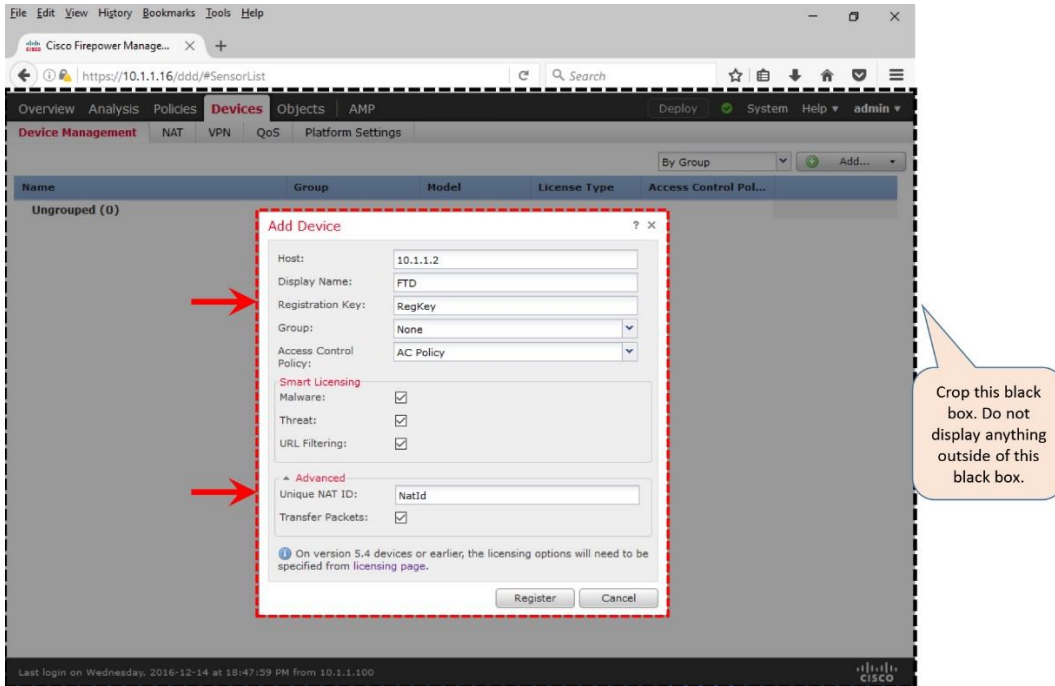 File Edit View History Bookmarks Tools Help
Cisco Firepower Manage...
https://10.1.1.16/ddd/#SensorList
Search
Overview Analysis Policies Devices Objects AMP
Deploy System Help admin
Device Management NAT VPN QoS Platform Settings
By Group
Add...
Name Group Model License Type Access Control Pol...
Ungrouped (0)
Add Device
Host: 10.1.1.2
Display Name: FTD
Registration Key: RegKey
Group: None
Access Control
Policy:
AC Policy
Smart Licensing
Malware:
Threat:
URL Filtering:
Advanced
Unique NAT ID: NatId
Transfer Packets:
On version 5.4 devices or earlier, the licensing options will need to be
specified from licensing page.
Register Cancel
Crop this black
box. Do not
display anything
outside of this
black box.
Last login on Wednesday, 2016-12-14 at 18:47:59 PM from 10.1.1.100
CISCO